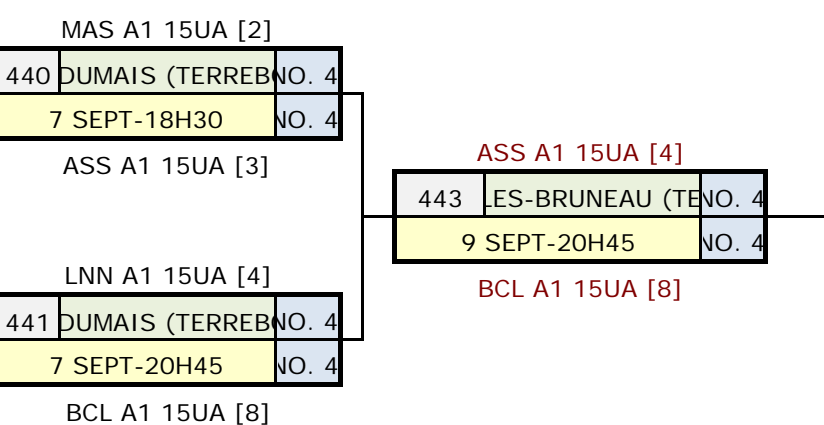 MAS A1 15UA [2]
440 DUMAIS (TERREB NO. 4
7 SEPT-18H30 NO. 4
ASS A1 15UA [3]
ASS A1 15UA [4]
443 LES-BRUNEAU (TE NO. 4
9 SEPT-20H45 NO. 4
BCL A1 15UA [8]
LNN A1 15UA [4]
441 DUMAIS (TERREB NO. 4
7 SEPT-20H45 NO. 4
BCL A1 15UA [8]